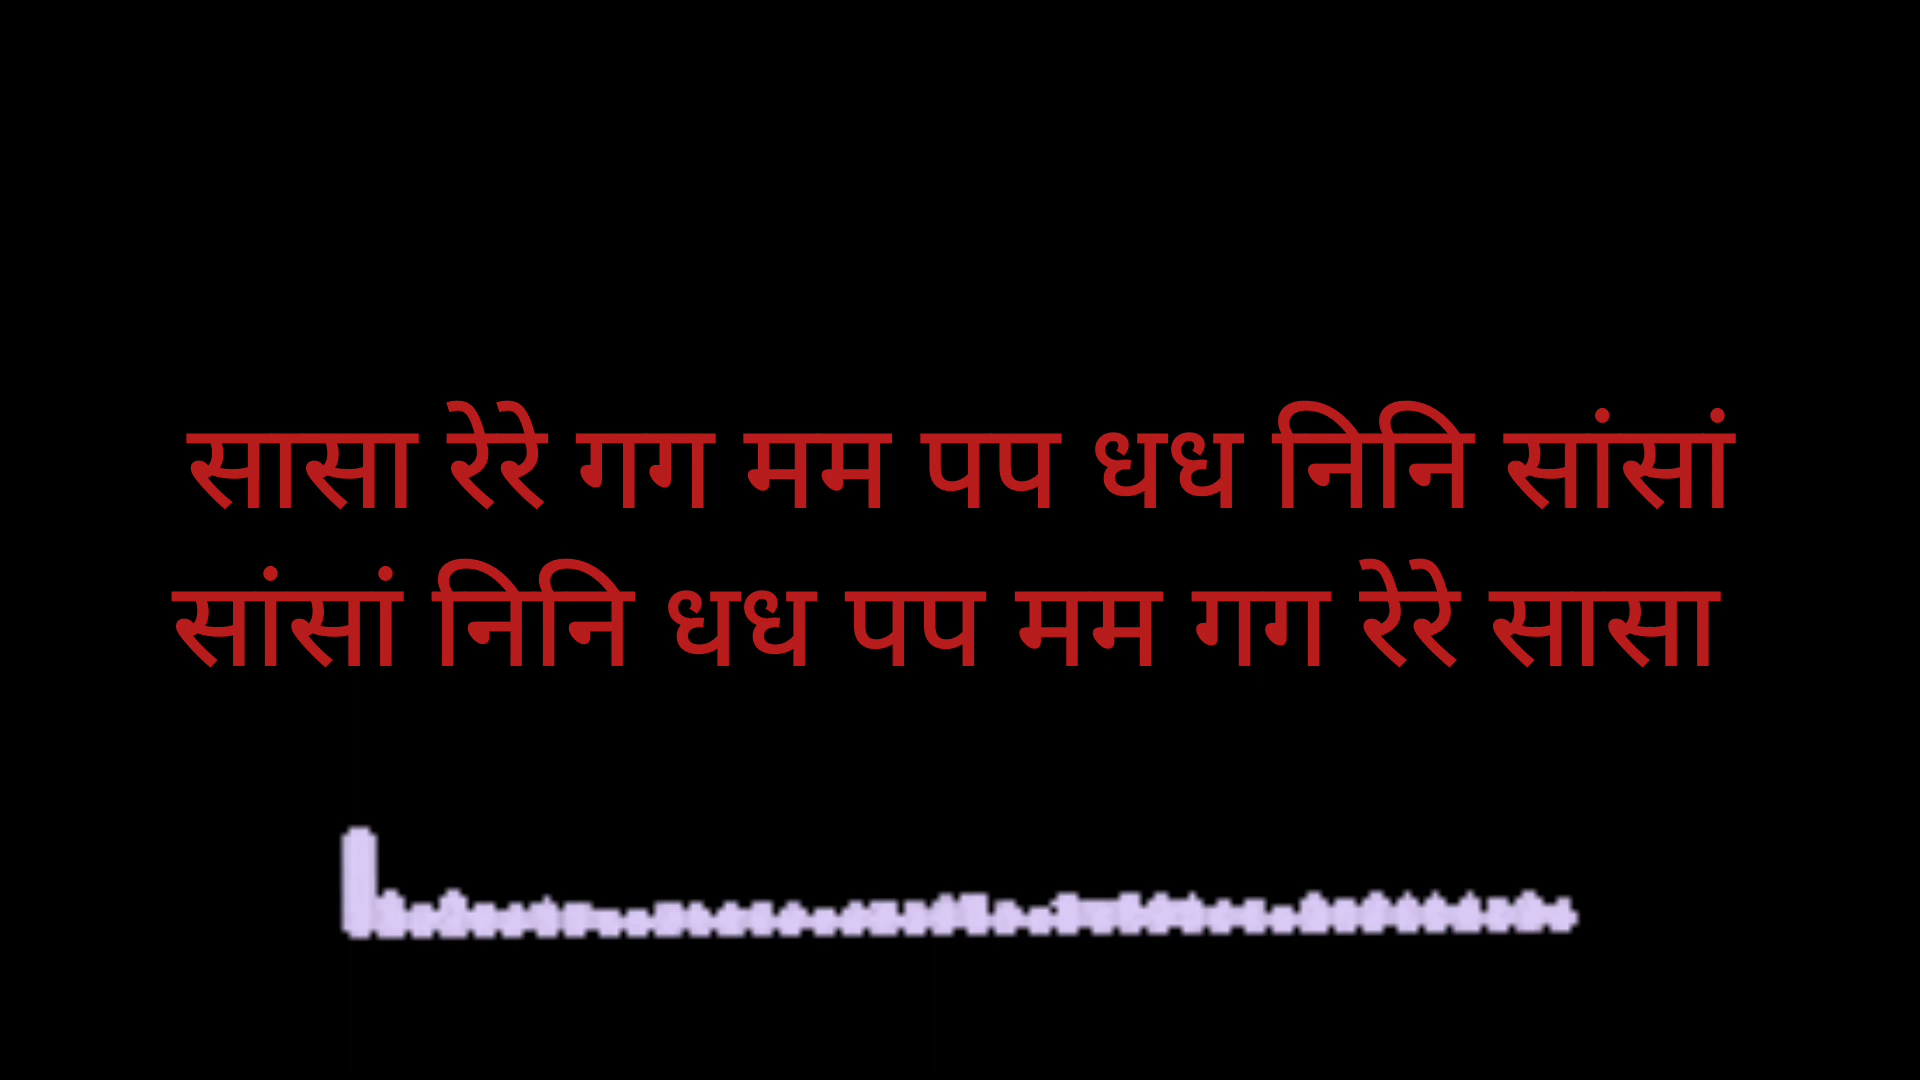 सासा रेरे गग मम पप धध निनि सांसां
सांसां निनि धध पप मम गग रेरे सासा